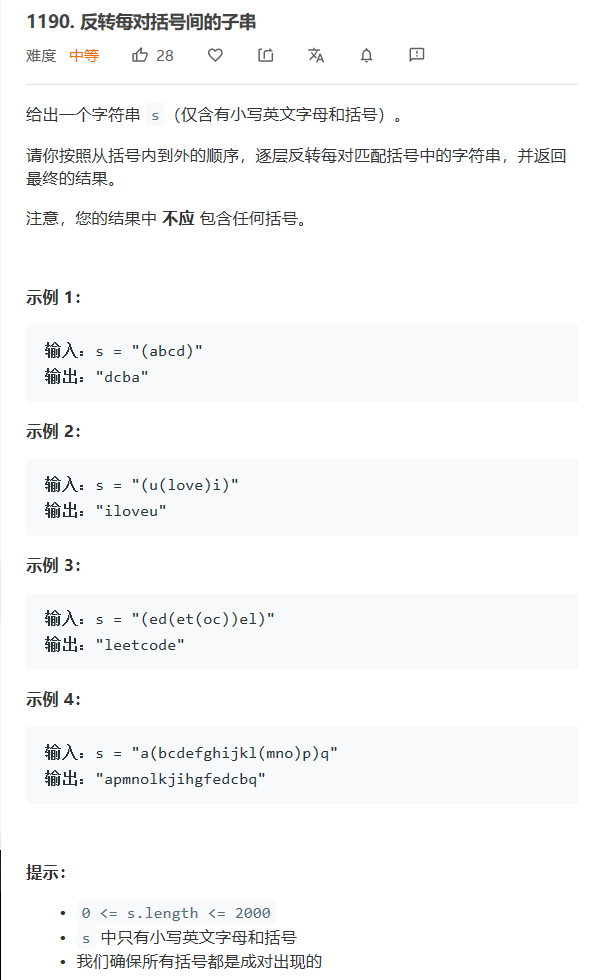 1190. 反转每对括号间的子串
难度 中等 28
给出一个字符串 s（仅含有小写英文字母和括号）。
请你按照从括号内到外的顺序，逐层反转每对匹配括号中的字符串，并返回
最终的结果。
注意，您的结果中 不应 包含任何括号。
示例 1：
输入：s = "(abcd)"
输出："dcba"
示例 2：
输入：s = "(u(love)i)"
输出："iloveu"
示例 3：
输入：s = "(ed(et(oc))el)"
输出："leetcode"
示例 4：
输入：s = "a(bcdefghijkl(mno)p)q"
输出："apmnolkjihgfedcbq"
提示：
• 0 <= s.length <= 2000
• s 中只有小写英文字母和括号
• 我们确保所有括号都是成对出现的